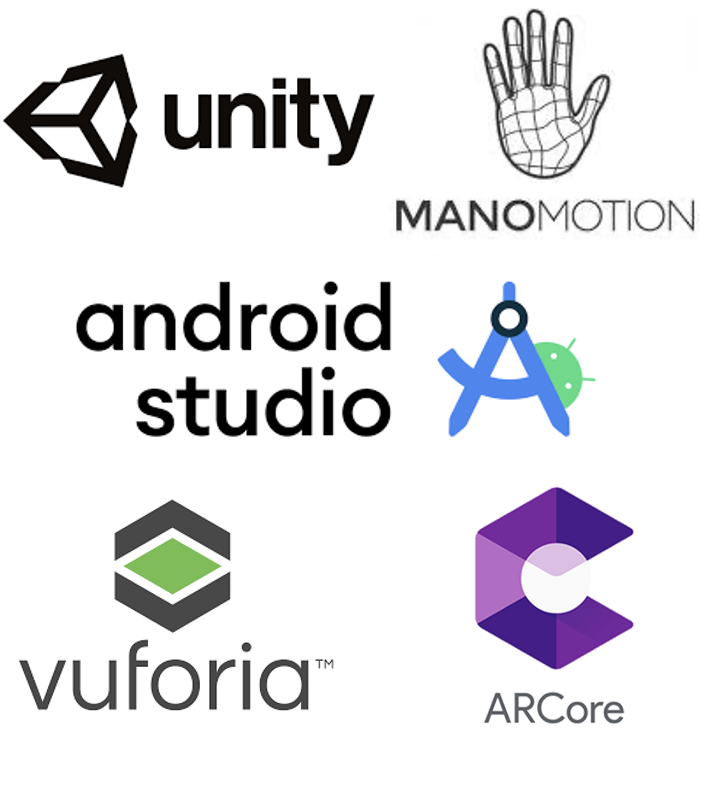 unity
MANOMOTION
android
studio
vuforia™
ARCore